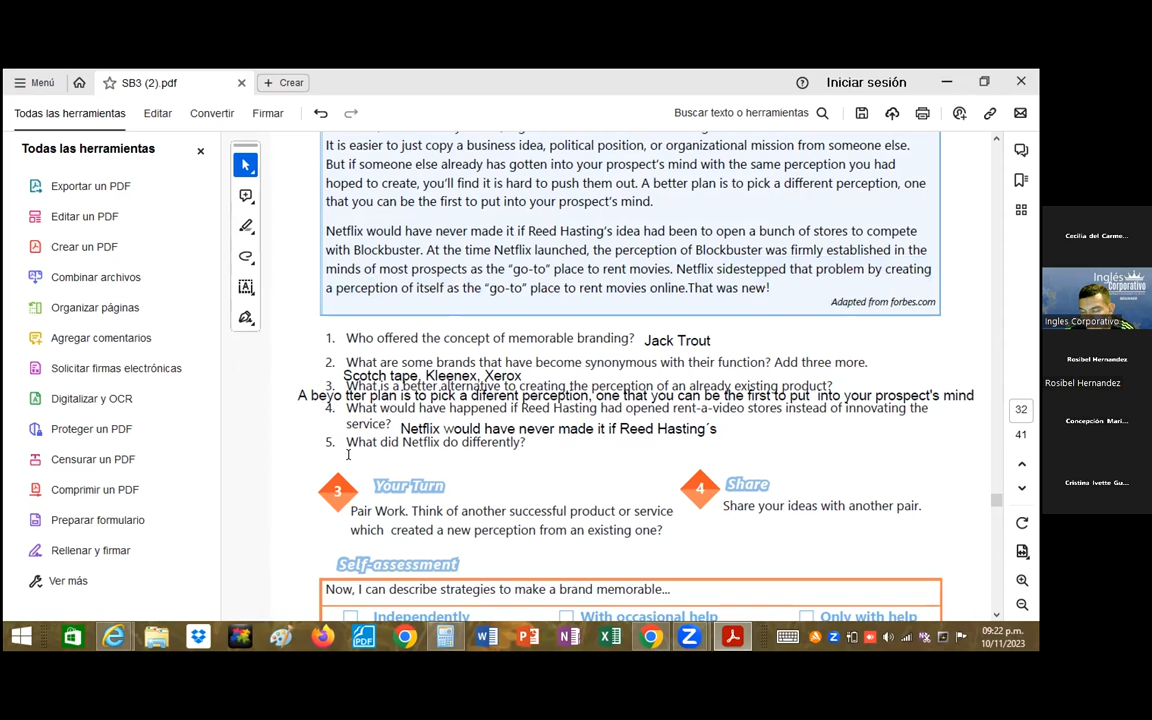 Menú
SB3 (2).pdf
Crear
Iniciar sesión
Todas las herramientas
Editar
Convertir
Firmar
Buscar texto o herramientas
Todas las herramientas
Exportar un PDF
Editar un PDF
Crear un PDF
Combinar archivos
Organizar páginas
Agregar comentarios
Solicitar firmas electrónicas
Digitalizar y OCR
Proteger un PDF
Censurar un PDF
Comprimir un PDF
Preparar formulario
Rellenar y firmar
Ver más
It is easier to just copy a business idea, political position, or organizational mission from someone else.
But if someone else already has gotten into your prospect's mind with the same perception you had
hoped to create, you'll find it is hard to push them out. A better plan is to pick a different perception, one
that you can be the first to put into your prospect's mind.
Netflix would have never made it if Reed Hasting's idea had been to open a bunch of stores to compete
with Blockbuster. At the time Netflix launched, the perception of Blockbuster was firmly established in the
minds of most prospects as the "go-to" place to rent movies. Netflix sidestepped that problem by creating
a perception of itself as the "go-to" place to rent movies online.That was new!
Adapted from forbes.com
1. Who offered the concept of memorable branding? Jack Trout
2. What are some brands that have become synonymous with their function? Add three more.
Scotch tape, Kleenex, Xerox
3. What is a better alternative to creating the perception of an already existing product?
A beyo tter plan is to pick a diferent perception, one that you can be the first to put into your prospect's mind
4. What would have happened if Reed Hasting had opened rent-a-video stores instead of innovating the
service? Netflix would have never made it if Reed Hasting´s
5. What did Netflix do differently?
3 Your Turn
Pair Work. Think of another successful product or service
which created a new perception from an existing one?
4 Share
Share your ideas with another pair.
Self-assessment
Now, I can describe strategies to make a brand memorable...
Independently
With occasional help
Only with help
32
41
Cecilia del Carme...
Inglés
Corporativo
Ingles Corporativo
Rosibel Hernandez
Rosibel Hernandez
Concepción Mari...
Cristina Ivette Gu...
09:22 p.m.
10/11/2023